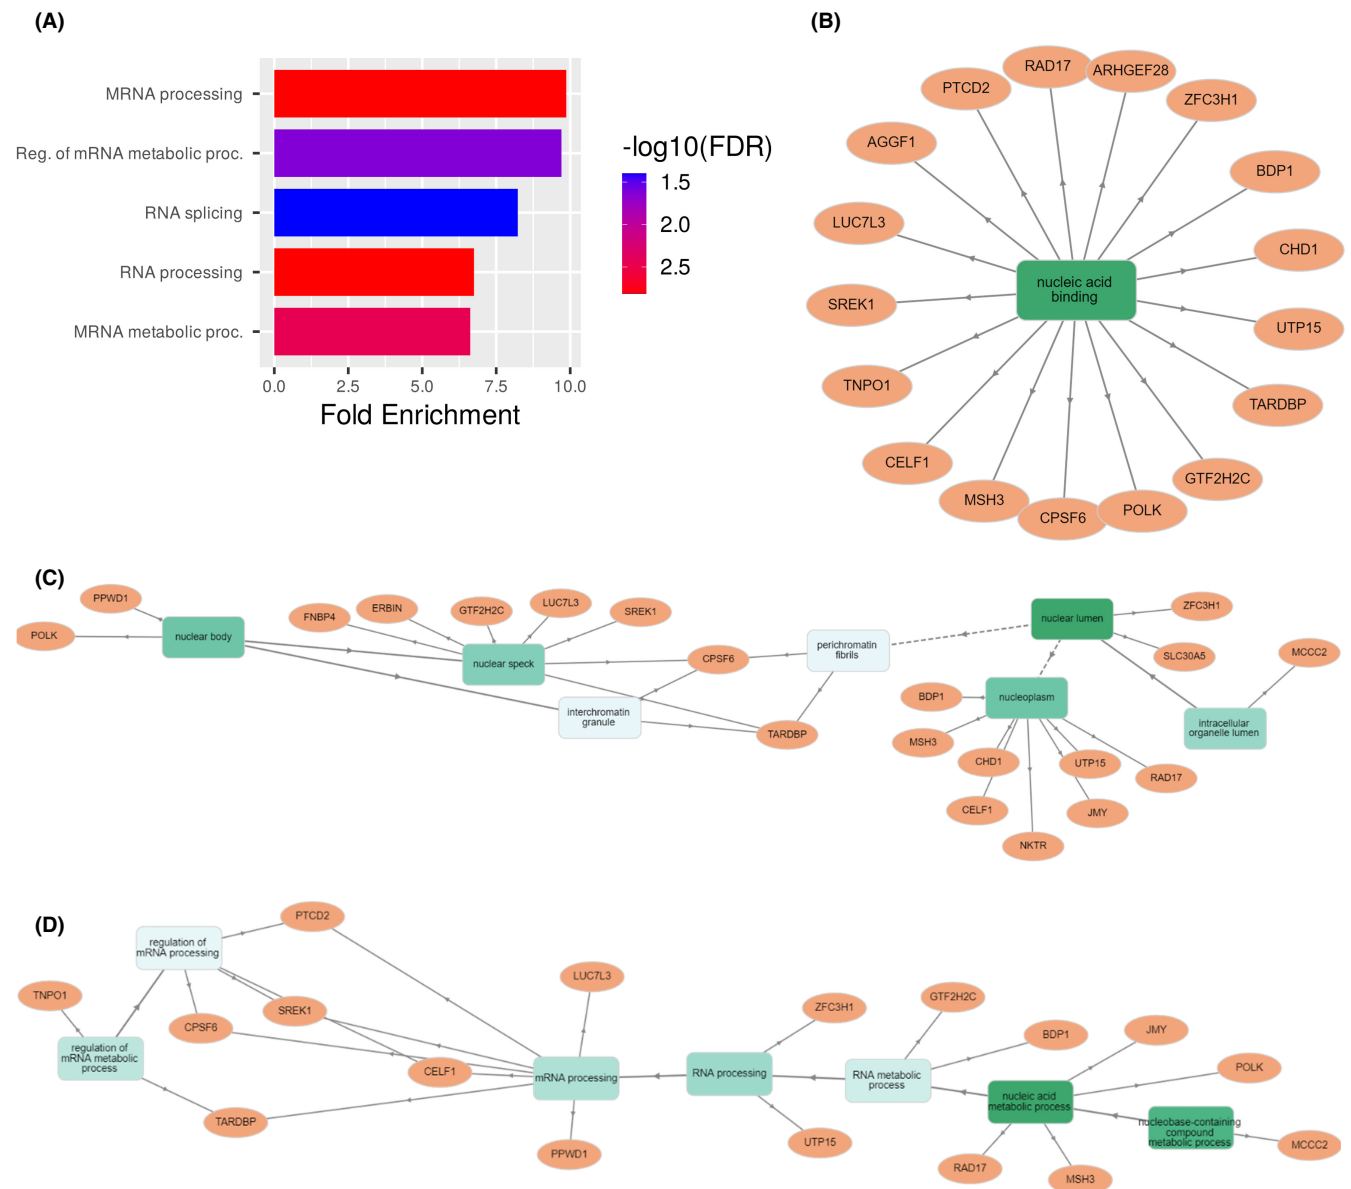 (A)
MRNA processing
Reg. of mRNA metabolic proc.
RNA splicing
RNA processing
MRNA metabolic proc.
0.0
2.5
5.0
7.5
10.0
Fold Enrichment
-log10(FDR)
1.5
2.0
2.5
(B)
RAD17
ARHGEF28
PTCD2
ZFC3H1
AGGF1
BDP1
LUC7L3
CHD1
nucleic acid
binding
SREK1
UTP15
TNPO1
TARDBP
CELF1
GTF2H2C
MSH3
CPSF6
POLK
(C)
PPWD1
POLK
nuclear body
FNBP4
ERBIN
GTF2H2C
LUC7L3
SREK1
nuclear speck
CPSF6
perichromatin
fibrils
interchromatin
granule
TARDBP
nuclear lumen
ZFC3H1
SLC30A5
MCCC2
nucleoplasm
BDP1
intracellular
organelle lumen
MSH3
CHD1
UTP15
RAD17
CELF1
JMY
NKTR
(D)
PTCD2
regulation of
mRNA processing
TNPO1
SREK1
CPSF6
regulation of
mRNA metabolic
process
CELF1
TARDBP
LUC7L3
mRNA processing
PPWD1
RNA processing
ZFC3H1
UTP15
RNA metabolic
process
GTF2H2C
BDP1
JMY
POLK
nucleic acid
metabolic process
nucleobase-containing
compound
metabolic process
MCCC2
RAD17
MSH3